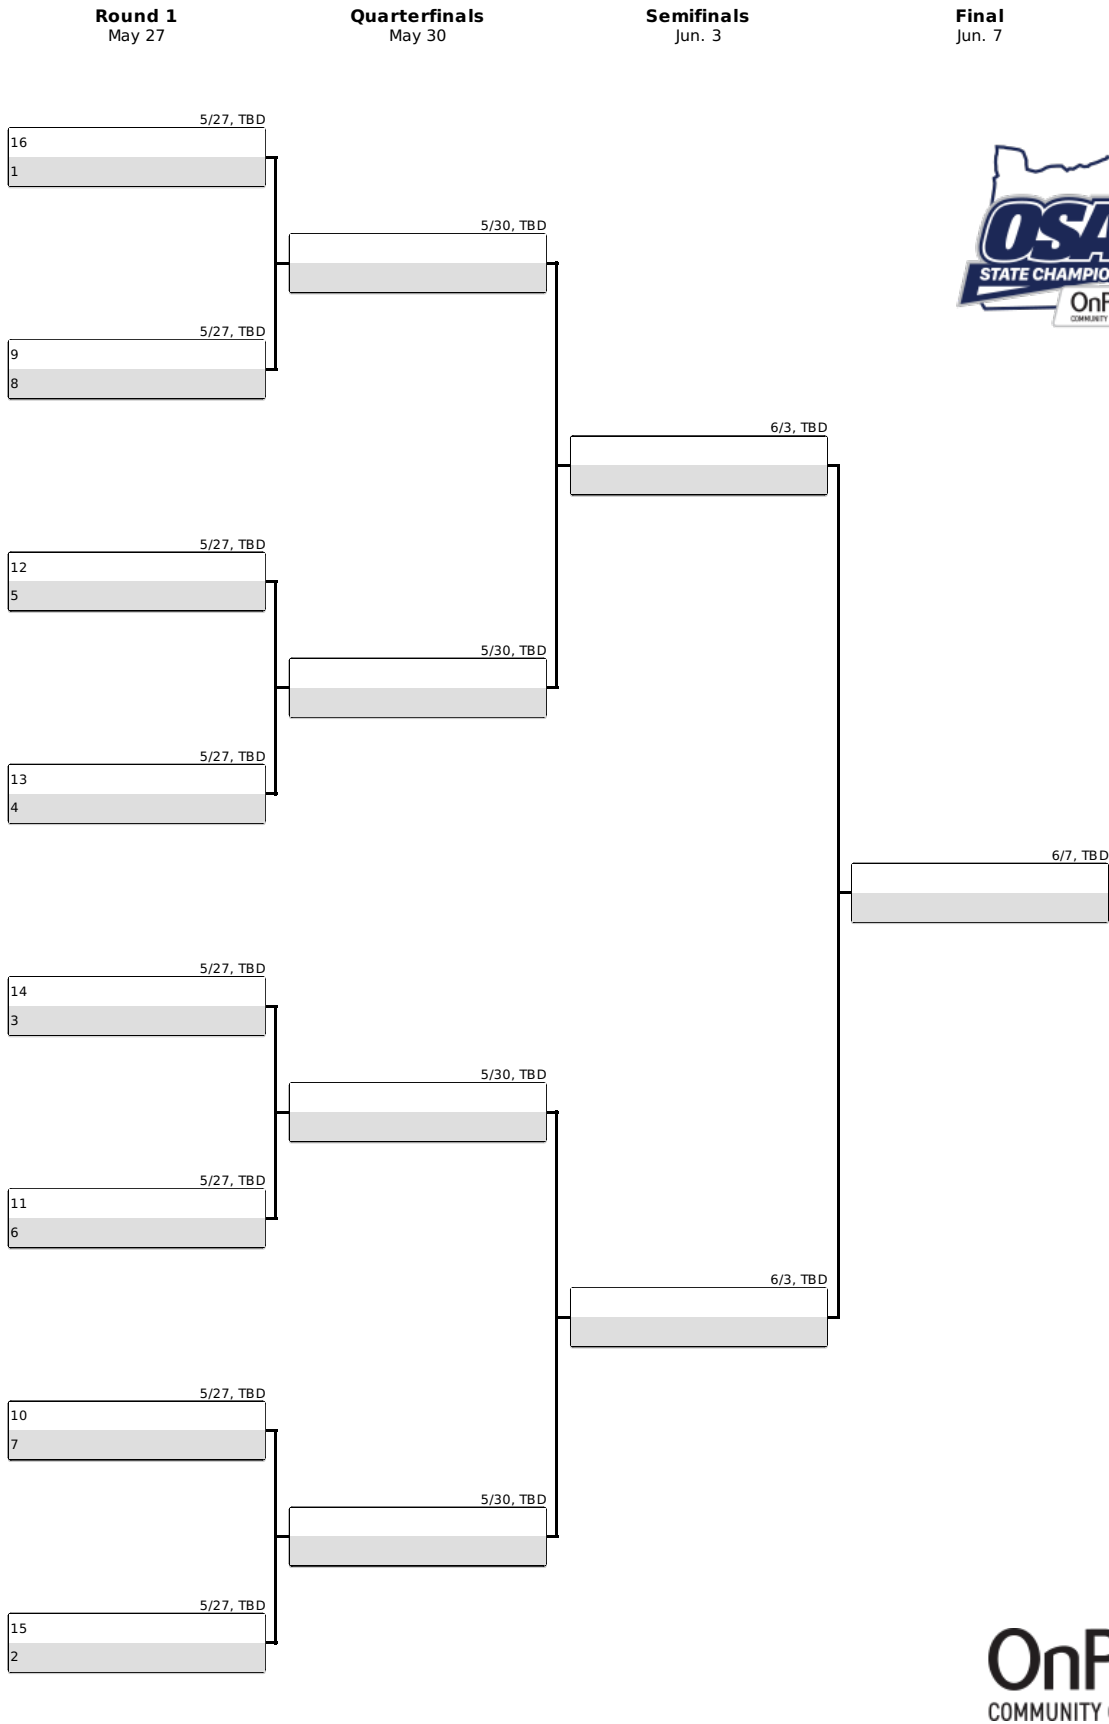 Round 1
May 27
Quarterfinals
May 30
Semifinals
Jun. 3
Final
Jun. 7
5/27, TBD
16
1
5/30, TBD
5/27, TBD
9
8
6/3, TBD
5/27, TBD
12
5
5/30, TBD
5/27, TBD
13
4
6/7, TBD
5/27, TBD
14
3
5/30, TBD
5/27, TBD
11
6
6/3, TBD
5/27, TBD
10
7
5/30, TBD
5/27, TBD
15
2
OSA
STATE CHAMPIO
OnP
COMMUNITY
OnP
COMMUNITY